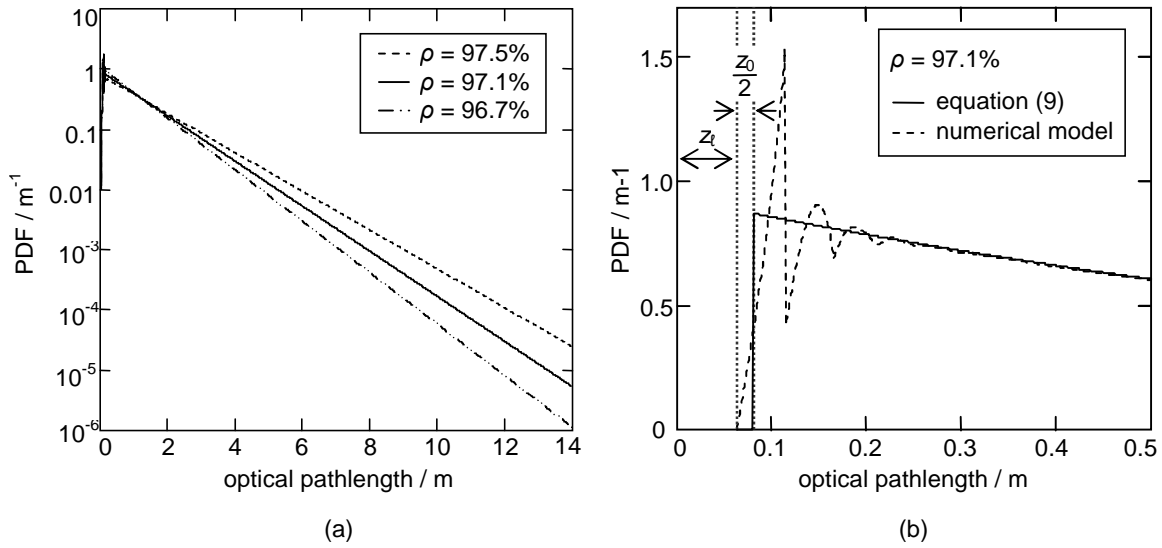 10
1
0.1
0.01
10-3
10-4
10-5
10-6
PDF / m-1
ρ = 97.5%
ρ = 97.1%
ρ = 96.7%
0
2
4
6
8
10
12
14
optical pathlength / m
(a)
1.5
1.0
0.5
0
PDF / m-1
z0
2
zℓ
ρ = 97.1%
equation (9)
numerical model
0
0.1
0.2
0.3
0.4
0.5
optical pathlength / m
(b)